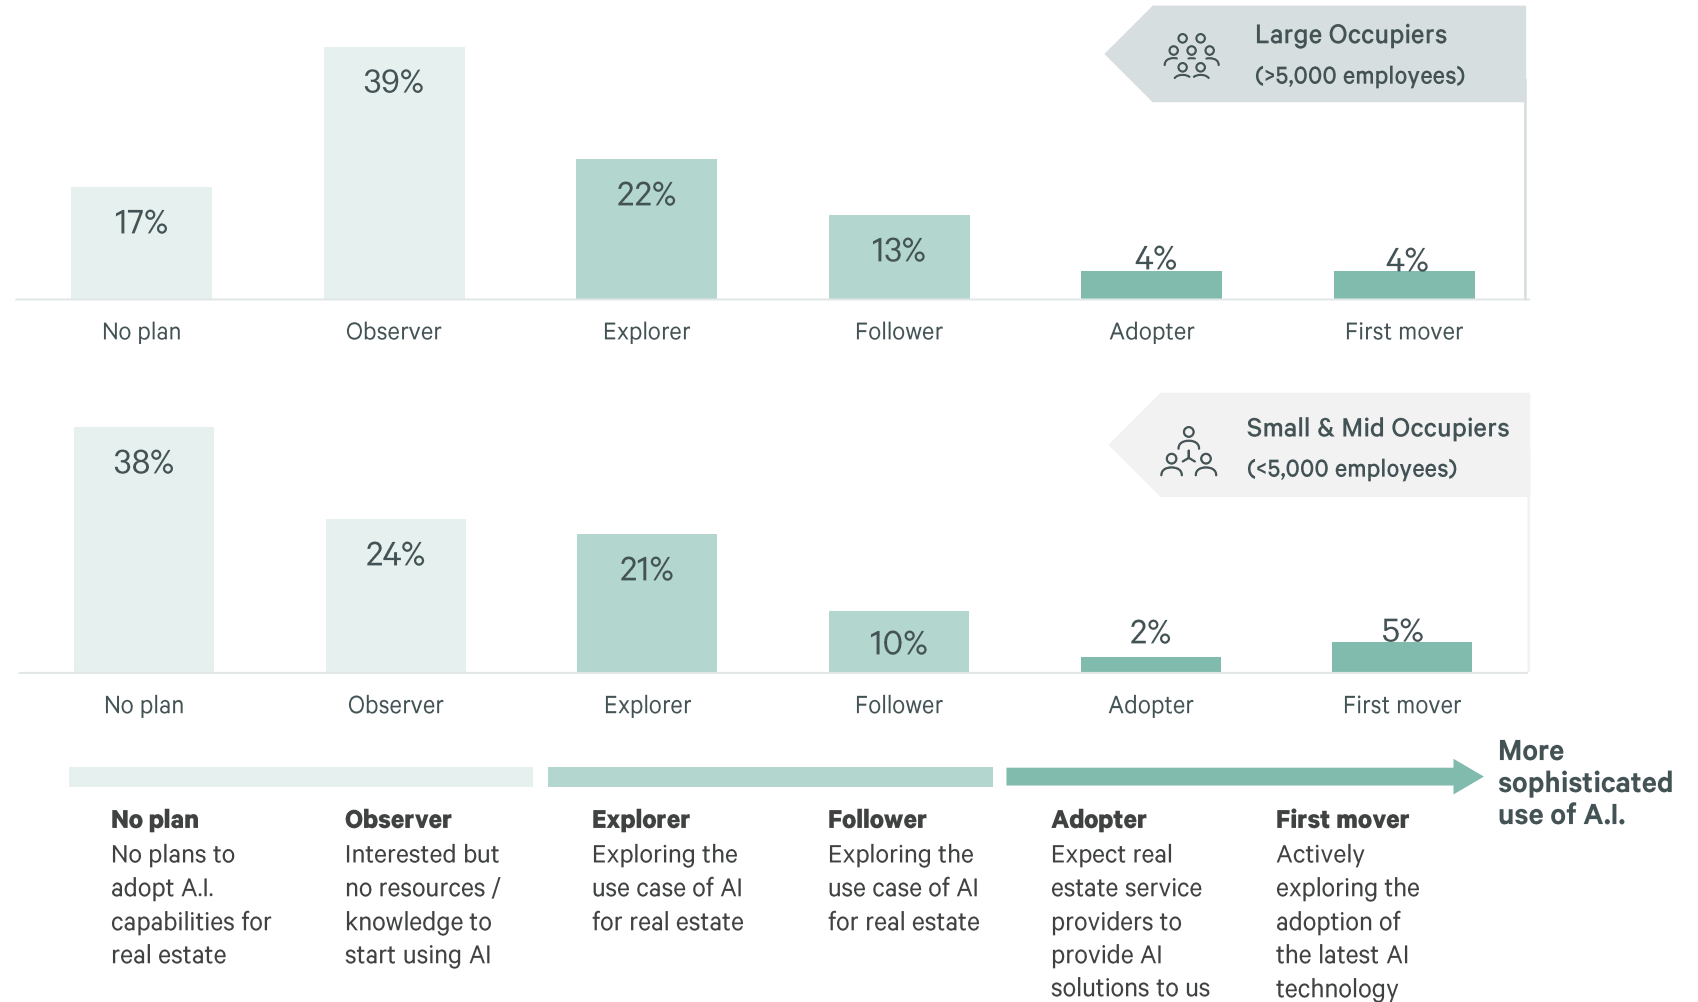 Large Occupiers
(>5,000 employees)
39%
17%
22%
13%
4%
4%
No plan
Observer
Explorer
Follower
Adopter
First mover
Small & Mid Occupiers
(<5,000 employees)
38%
24%
21%
10%
2%
5%
No plan
Observer
Explorer
Follower
Adopter
First mover
More
sophisticated
use of A.I.
No plan
No plans to
adopt A.I.
capabilities for
real estate
Observer
Interested but
no resources /
knowledge to
start using AI
Explorer
Exploring the
use case of AI
for real estate
Follower
Exploring the
use case of AI
for real estate
Adopter
Expect real
estate service
providers to
provide AI
solutions to us
First mover
Actively
exploring the
adoption of
the latest AI
technology